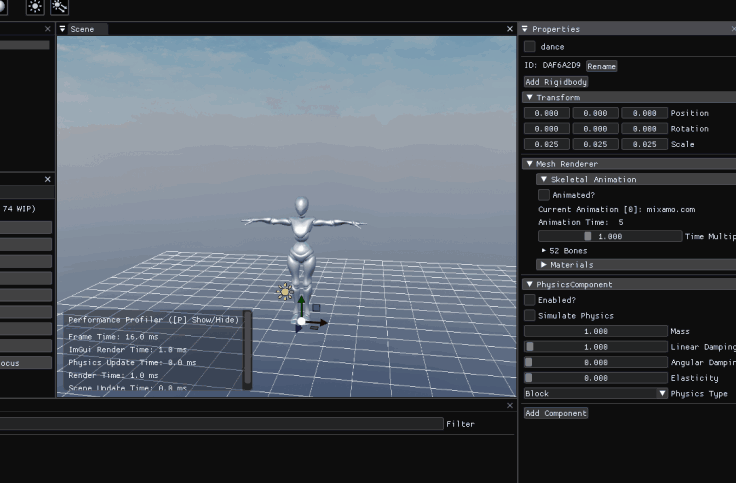 Scene
Properties
dance
ID: DAF6A2D9 Rename
Add Rigidbody
Transform
0.000 0.000 0.000 Position
0.000 0.000 0.000 Rotation
0.025 0.025 0.025 Scale
Mesh Renderer
Skeletal Animation
Animated?
Current Animation [0]: mixamo.com
Animation Time: 5
1.000 Time Multip
52 Bones
Materials
PhysicsComponent
Enabled?
Simulate Physics
1.000 Mass
1.000 Linear Damping
0.000 Angular Dampin
0.000 Elasticity
Block Physics Type
Add Component
74 WIP)
ocus
Performance Profiler ([P] Show/Hide)
Frame Time: 16.0 ms
ImGui Render Time: 1.0 ms
Physics Update Time: 0.0 ms
Render Time: 1.0 ms
Scene Update Time: 0.0 ms
Filter